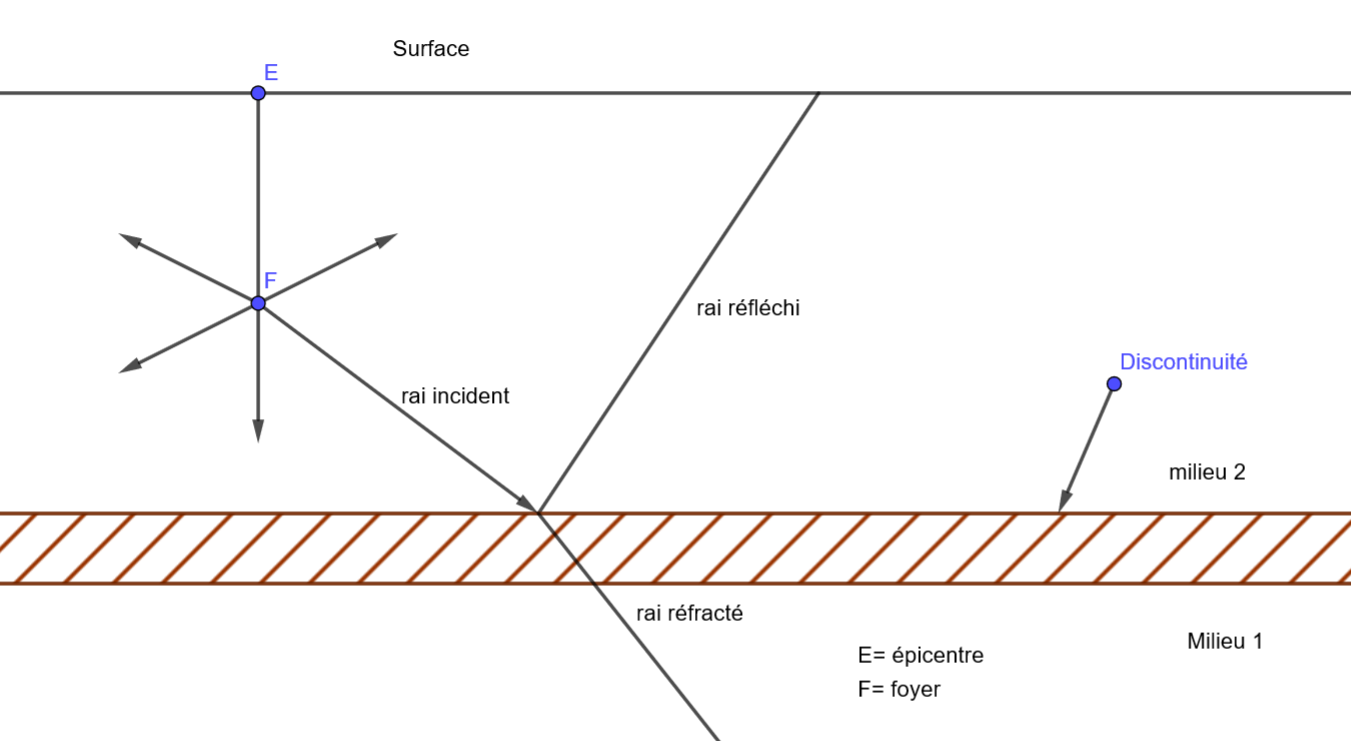 Surface
E
F
rai réfléchi
Discontinuité
rai incident
milieu 2
rai réfracté
Milieu 1
E= épicentre
F= foyer